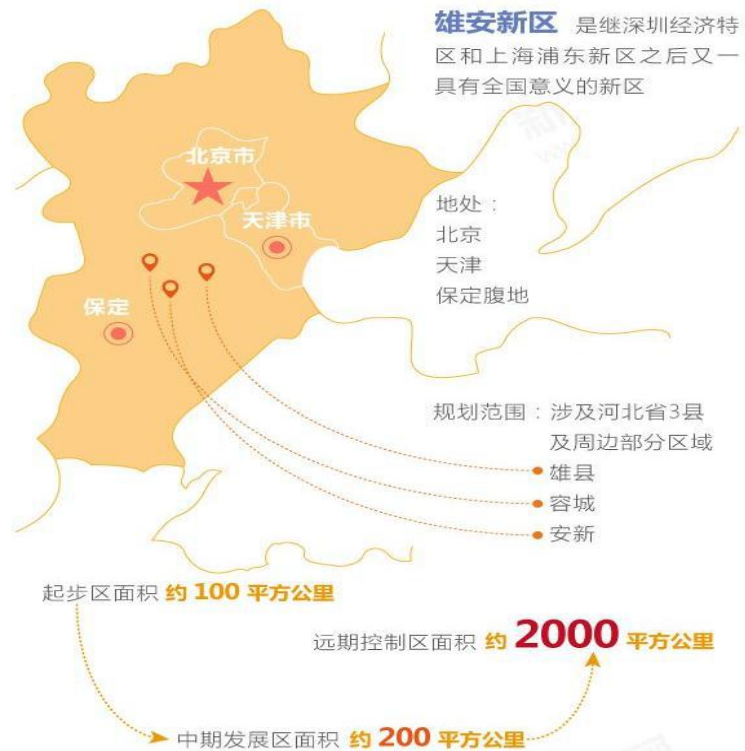 雄安新区 是继深圳经济特
区和上海浦东新区之后又一
具有全国意义的新区
北京市
天津市
保定
地处：
北京
天津
保定腹地
规划范围：涉及河北省3县
及周边部分区域
雄县
容城
安新
起步区面积 约 100 平方公里
远期控制区面积 约 2000 平方公里
中期发展区面积 约 200 平方公里